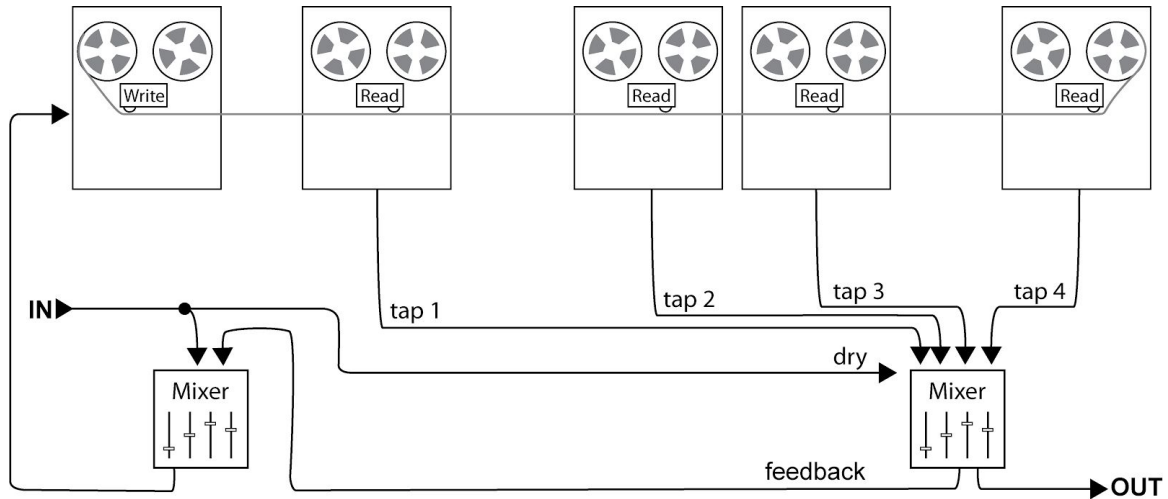 Write
Read
Read
Read
Read
IN
tap 1
tap 2
tap 3
tap 4
dry
Mixer
Mixer
feedback
OUT